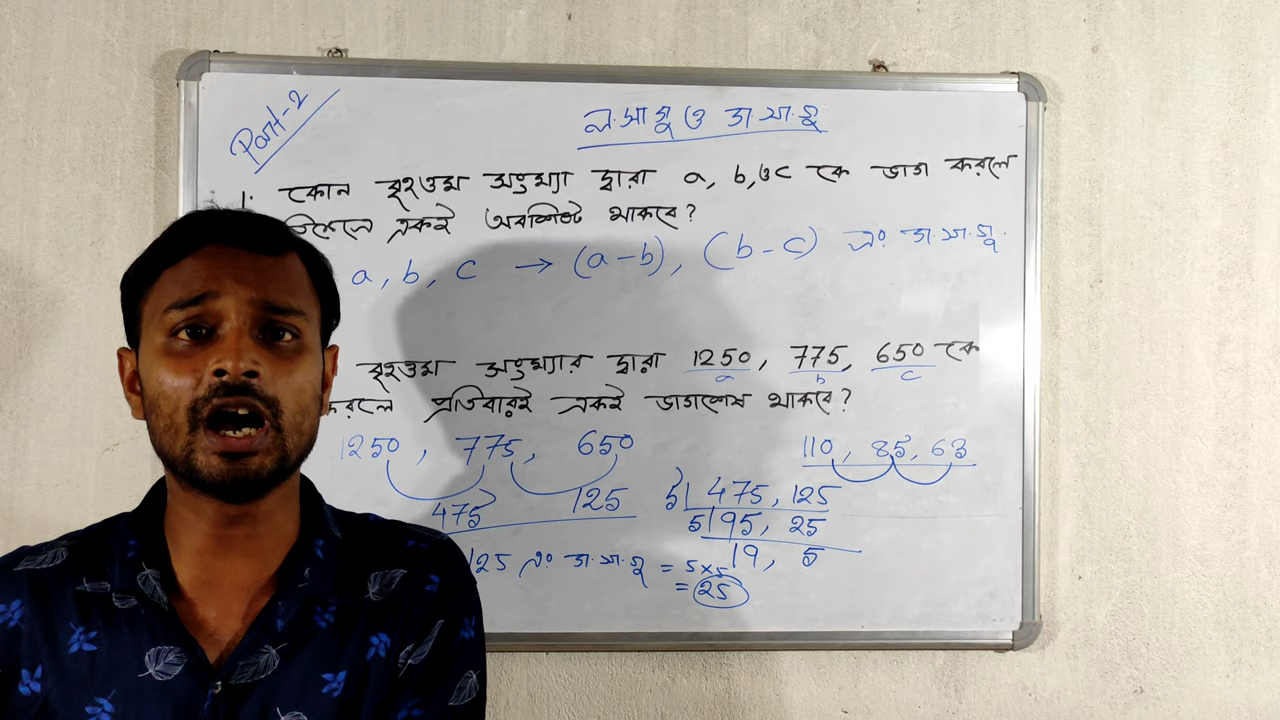 Part-2
ল.সা.গু ও গ.সা.গু
1. কোন বৃহত্তম সংখ্যা দ্বারা a, b, ও c কে ভাগ করলে
একই অবশিষ্ট থাকবে?
a, b, c → (a-b), (b-c) এর গ.সা.গু.
বৃহত্তম সংখ্যার দ্বারা 1250, 775, 650 কে
a b c
করলে প্রতিবারই একই ভাগশেষ থাকবে?
1250, 775, 650
110, 85, 63
475 125
5 475, 125
5 95, 25
19, 5
125 এর গ.সা.গু = 5×5
= 25